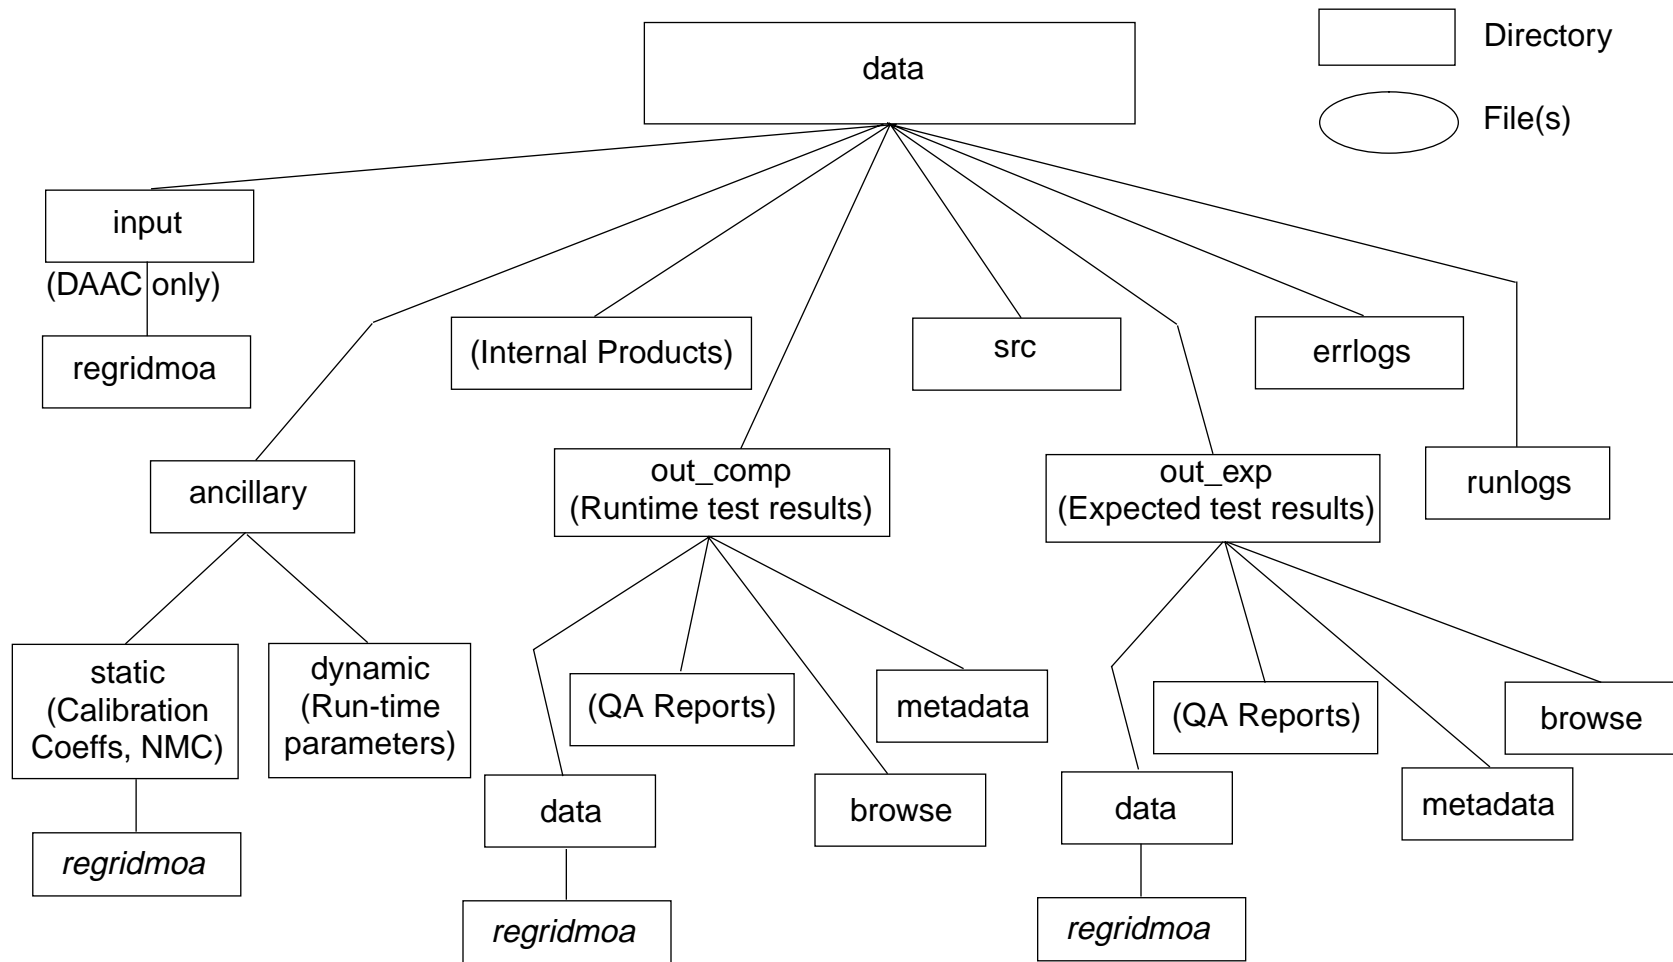 data
Directory
File(s)
input
(DAAC only)
regridmoa
(Internal Products)
src
errlogs
ancillary
out_comp
(Runtime test results)
out_exp
(Expected test results)
runlogs
static
(Calibration
Coeffs, NMC)
dynamic
(Run-time
parameters)
(QA Reports)
metadata
(QA Reports)
browse
data
browse
data
metadata
regridmoa
regridmoa
regridmoa